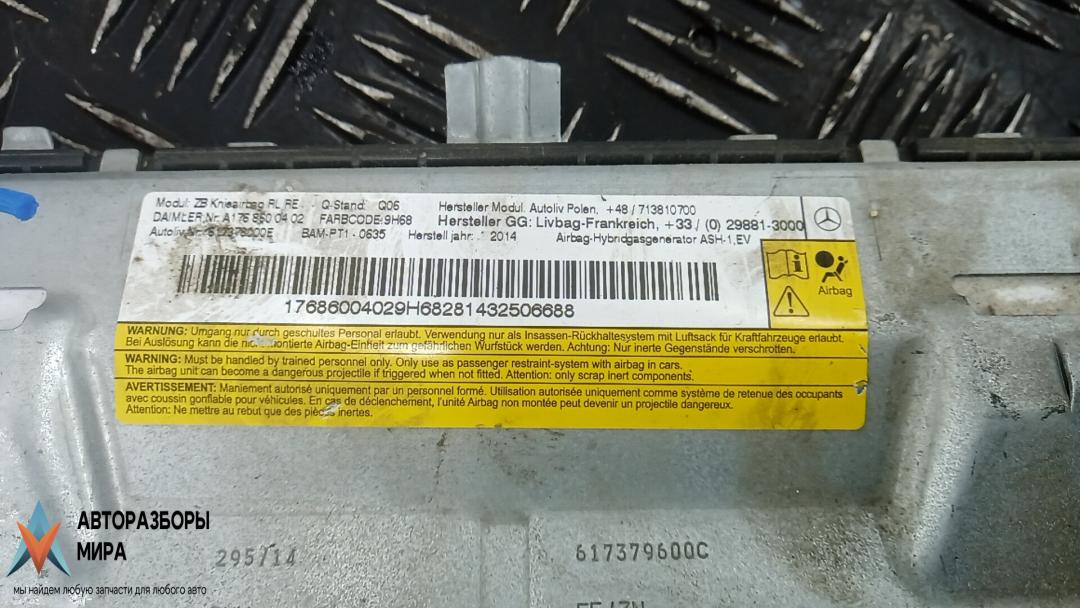 Modul: ZB Knieairbag RL RE Q-Stand: Q06 Hersteller Modul. Autoliv Polen, +48 / 713810700
DAIMLER Nr. A176 860 04 02 FARBCODE: 9H68 Hersteller GG: Livbag-Frankreich, +33 / (0) 29881-3000
Autoliv Nr. 617378000E BAM-PT1 - 0635 Herstell jahr: 2014 Airbag-Hybridgasgenerator ASH-1,EV
Airbag
17686004029H68281432506688
WARNUNG: Umgang nur durch geschultes Personal erlaubt. Verwendung nur als Insassen-Rückhaltesystem mit Luftsack für Kraftfahrzeuge erlaubt.
Bei Auslösung kann die nicht montierte Airbag-Einheit zum gefährlichen Wurfstück werden. Achtung: Nur inerte Gegenstände verschrotten.
WARNING: Must be handled by trained personnel only. Only use as passenger restraint-system with airbag in cars.
The airbag unit can become a dangerous projectile if triggered when not fitted. Attention: only scrap inert components.
AVERTISSEMENT: Maniement autorisé uniquement par un personnel formé. Utilisation autorisée uniquement comme système de retenue des occupants
avec coussin gonflable pour véhicules. En cas de déclenchement, l'unité Airbag non montée peut devenir un projectile dangereux.
Attention: Ne mettre au rebut que des pièces inertes.
АВТОРАЗБОРЫ
МИРА
мы найдем любую запчасти для любого авто
295/14
617379600C